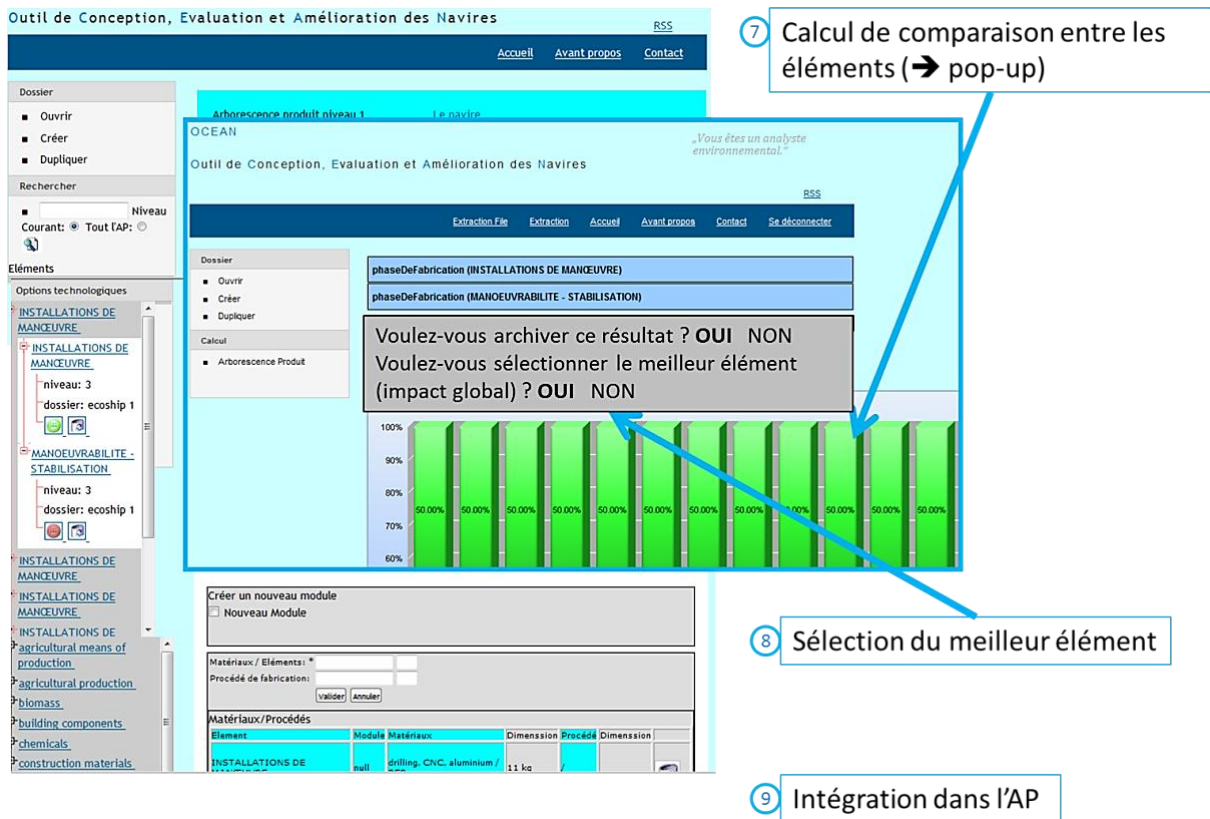 Outil de Conception, Evaluation et Amélioration des Navires
RSS
Accueil Avant propos Contact
Dossier
Ouvrir
Créer
Dupliquer
Rechercher
Niveau
Courant: Tout l'AP:
Eléments
Options technologiques
INSTALLATIONS DE
MANŒUVRE
INSTALLATIONS DE
MANŒUVRE
niveau: 3
dossier: ecoship 1
MANOEUVRABILITE -
STABILISATION
niveau: 3
dossier: ecoship 1
INSTALLATIONS DE
MANŒUVRE
INSTALLATIONS DE
MANŒUVRE
INSTALLATIONS DE
agricultural means of
production
agricultural production
biomass
building components
chemicals
construction materials
Arborescence produit niveau 1 Le navire
OCEAN
„Vous êtes un analyste
environnemental."
Outil de Conception, Evaluation et Amélioration des Navires
RSS
Extraction File Extraction Accueil Avant propos Contact Se déconnecter
Dossier
Ouvrir
Créer
Dupliquer
Calcul
Arborescence Produit
phaseDeFabrication (INSTALLATIONS DE MANŒUVRE)
phaseDeFabrication (MANOEUVRABILITE - STABILISATION)
Voulez-vous archiver ce résultat ? OUI NON
Voulez-vous sélectionner le meilleur élément
(impact global) ? OUI NON
100%
90%
80%
50.00% 50.00% 50.00% 50.00% 50.00% 50.00% 50.00% 50.00% 50.00% 50.00% 50.00% 50.00%
70%
60%
Créer un nouveau module
Nouveau Module
Matériaux / Eléments: *
Procédé de fabrication:
Valider Annuler
Matériaux/Procédés
Element Module Matériaux Dimenssion Procédé Dimenssion
INSTALLATIONS DE null drilling, CNC, aluminium / 11 kg /
7 Calcul de comparaison entre les
éléments (➔ pop-up)
8 Sélection du meilleur élément
9 Intégration dans l'AP